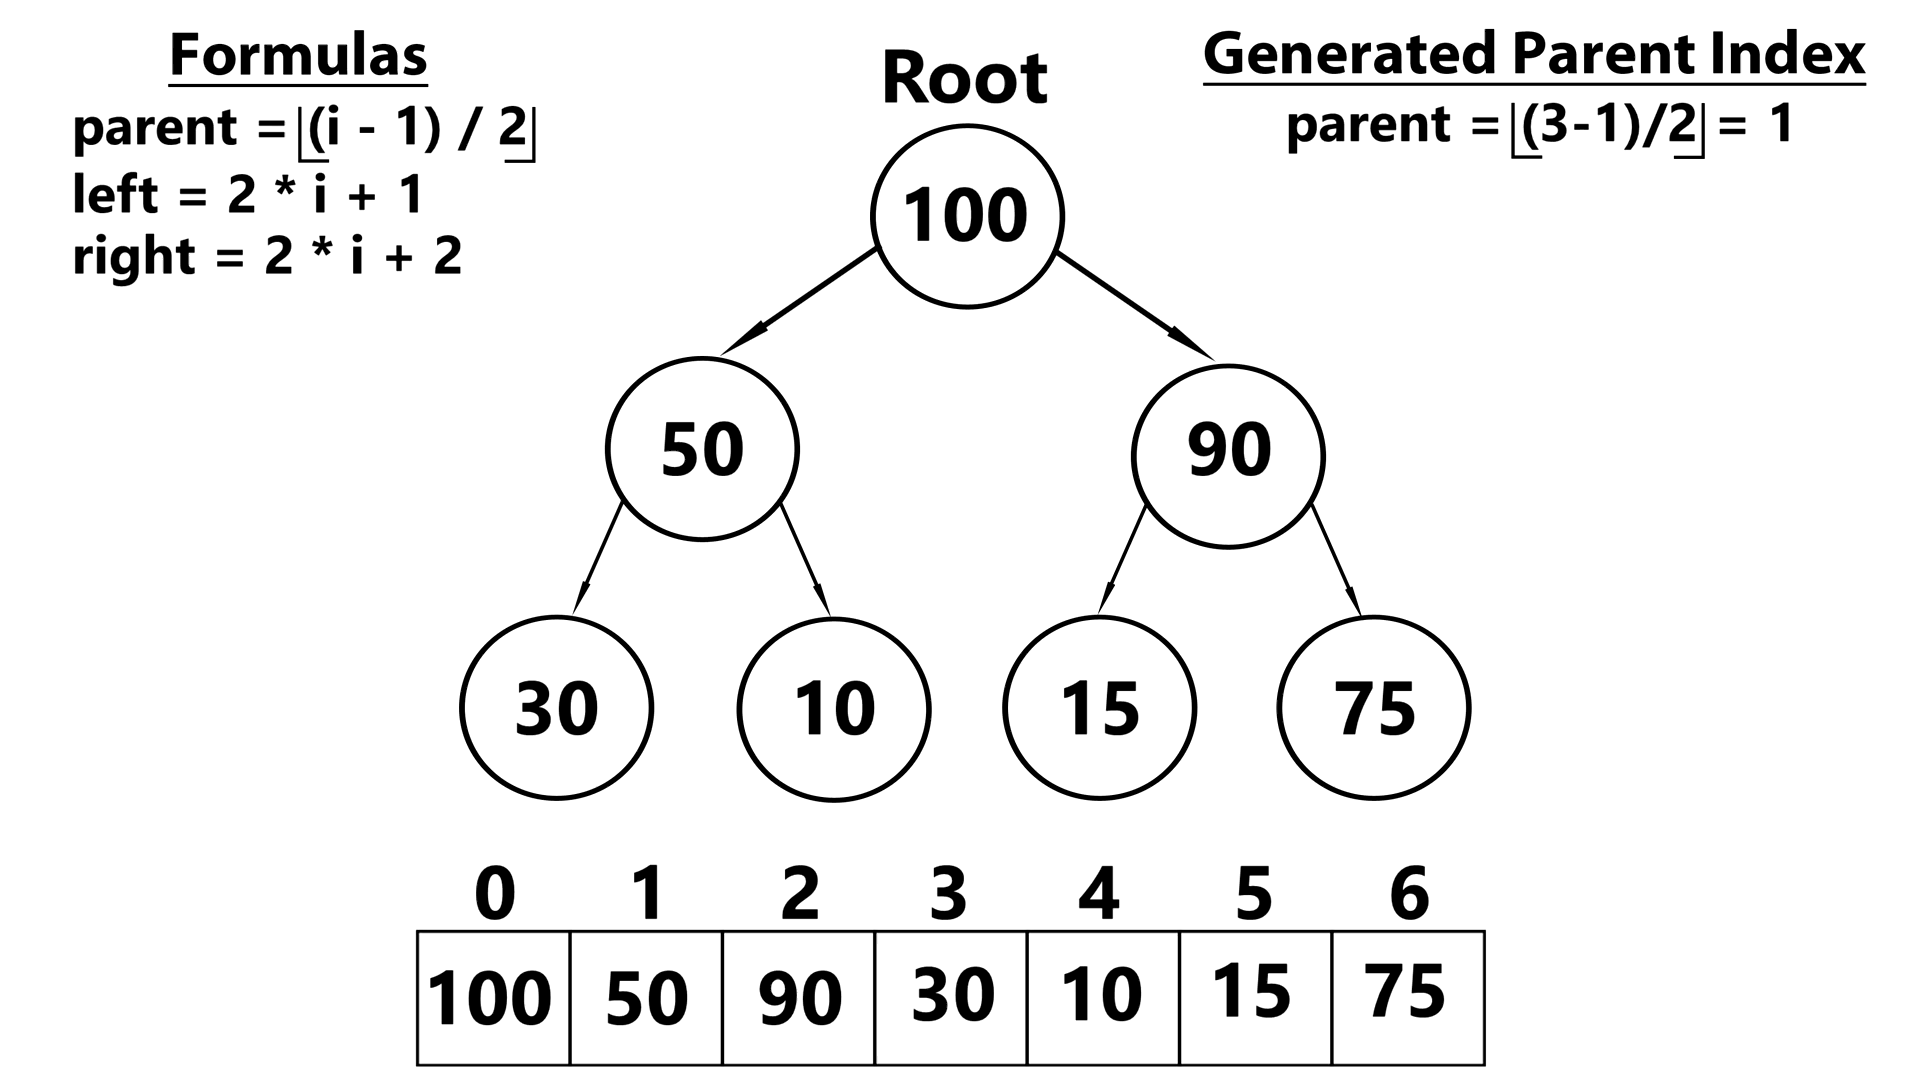 Formulas
parent = ⌊(i - 1) / 2⌋
left = 2 * i + 1
right = 2 * i + 2
Root
Generated Parent Index
parent = ⌊(3-1)/2⌋ = 1
100
50 90
30 10 15 75
0 1 2 3 4 5 6
100 50 90 30 10 15 75